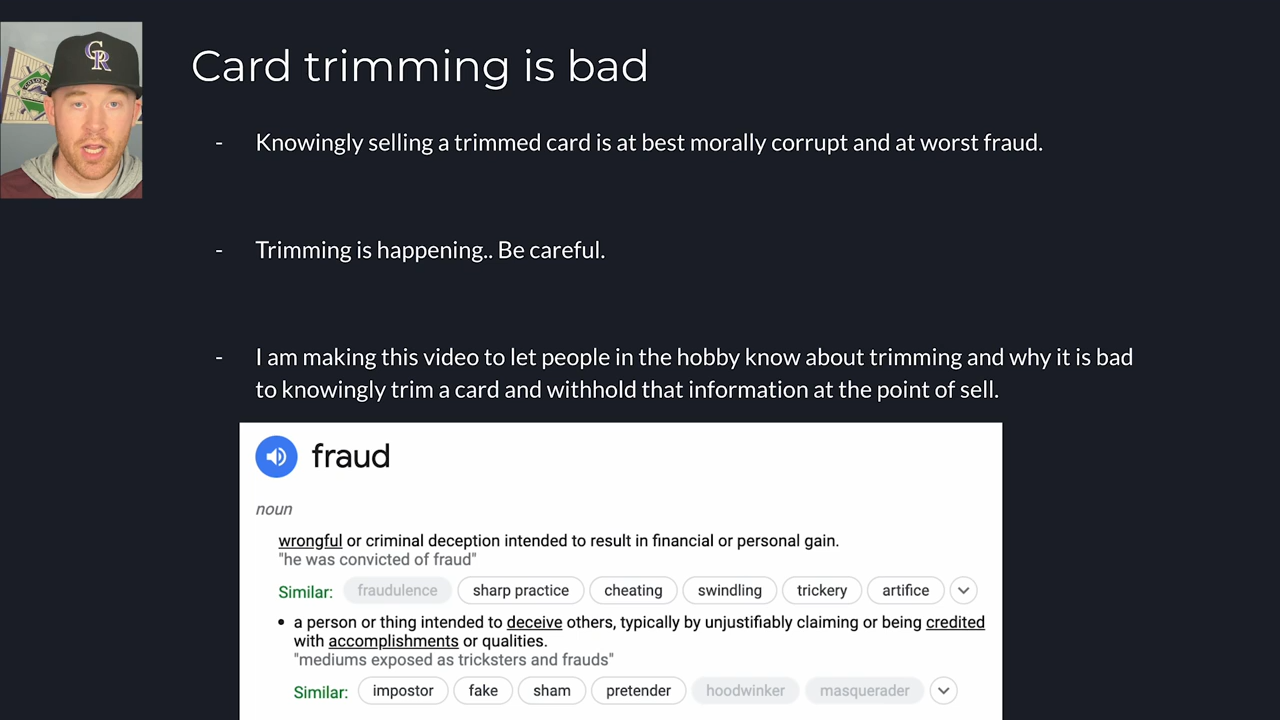 Card trimming is bad
- Knowingly selling a trimmed card is at best morally corrupt and at worst fraud.
- Trimming is happening.. Be careful.
- I am making this video to let people in the hobby know about trimming and why it is bad
to knowingly trim a card and withhold that information at the point of sell.
fraud
noun
wrongful or criminal deception intended to result in financial or personal gain.
"he was convicted of fraud"
Similar: fraudulence sharp practice cheating swindling trickery artifice
• a person or thing intended to deceive others, typically by unjustifiably claiming or being credited
with accomplishments or qualities.
"mediums exposed as tricksters and frauds"
Similar: impostor fake sham pretender hoodwinker masquerader
CR